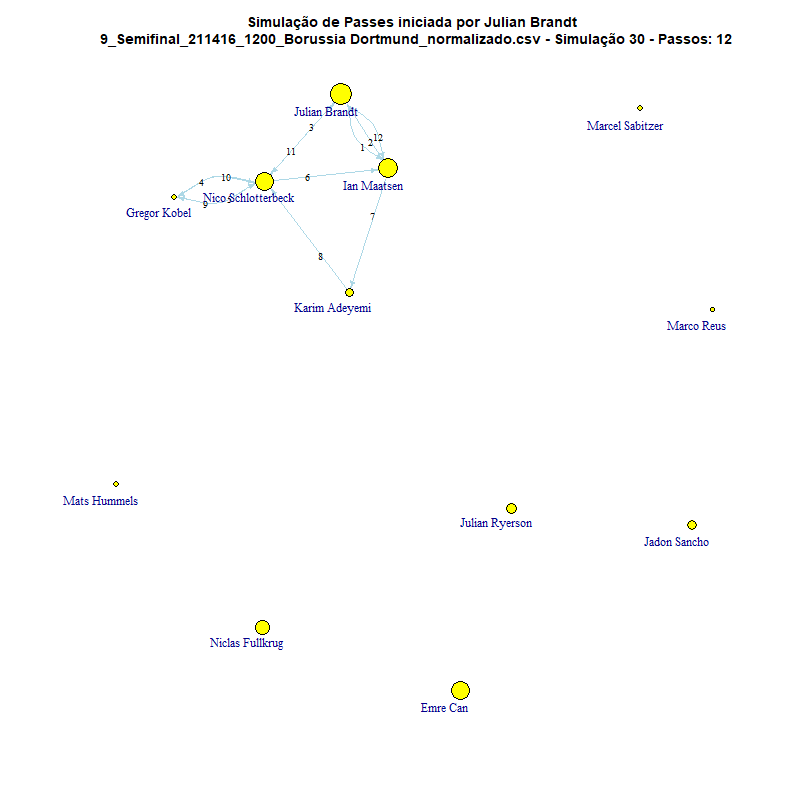 Simulação de Passes iniciada por Julian Brandt
9_Semifinal_211416_1200_Borussia Dortmund_normalizado.csv - Simulação 30 - Passos: 12
Julian Brandt
Marcel Sabitzer
3
12
2
1
11
4
10
6
Ian Maatsen
Nico Schlotterbeck
9
5
Gregor Kobel
7
8
Karim Adeyemi
Marco Reus
Mats Hummels
Julian Ryerson
Jadon Sancho
Niclas Fullkrug
Emre Can